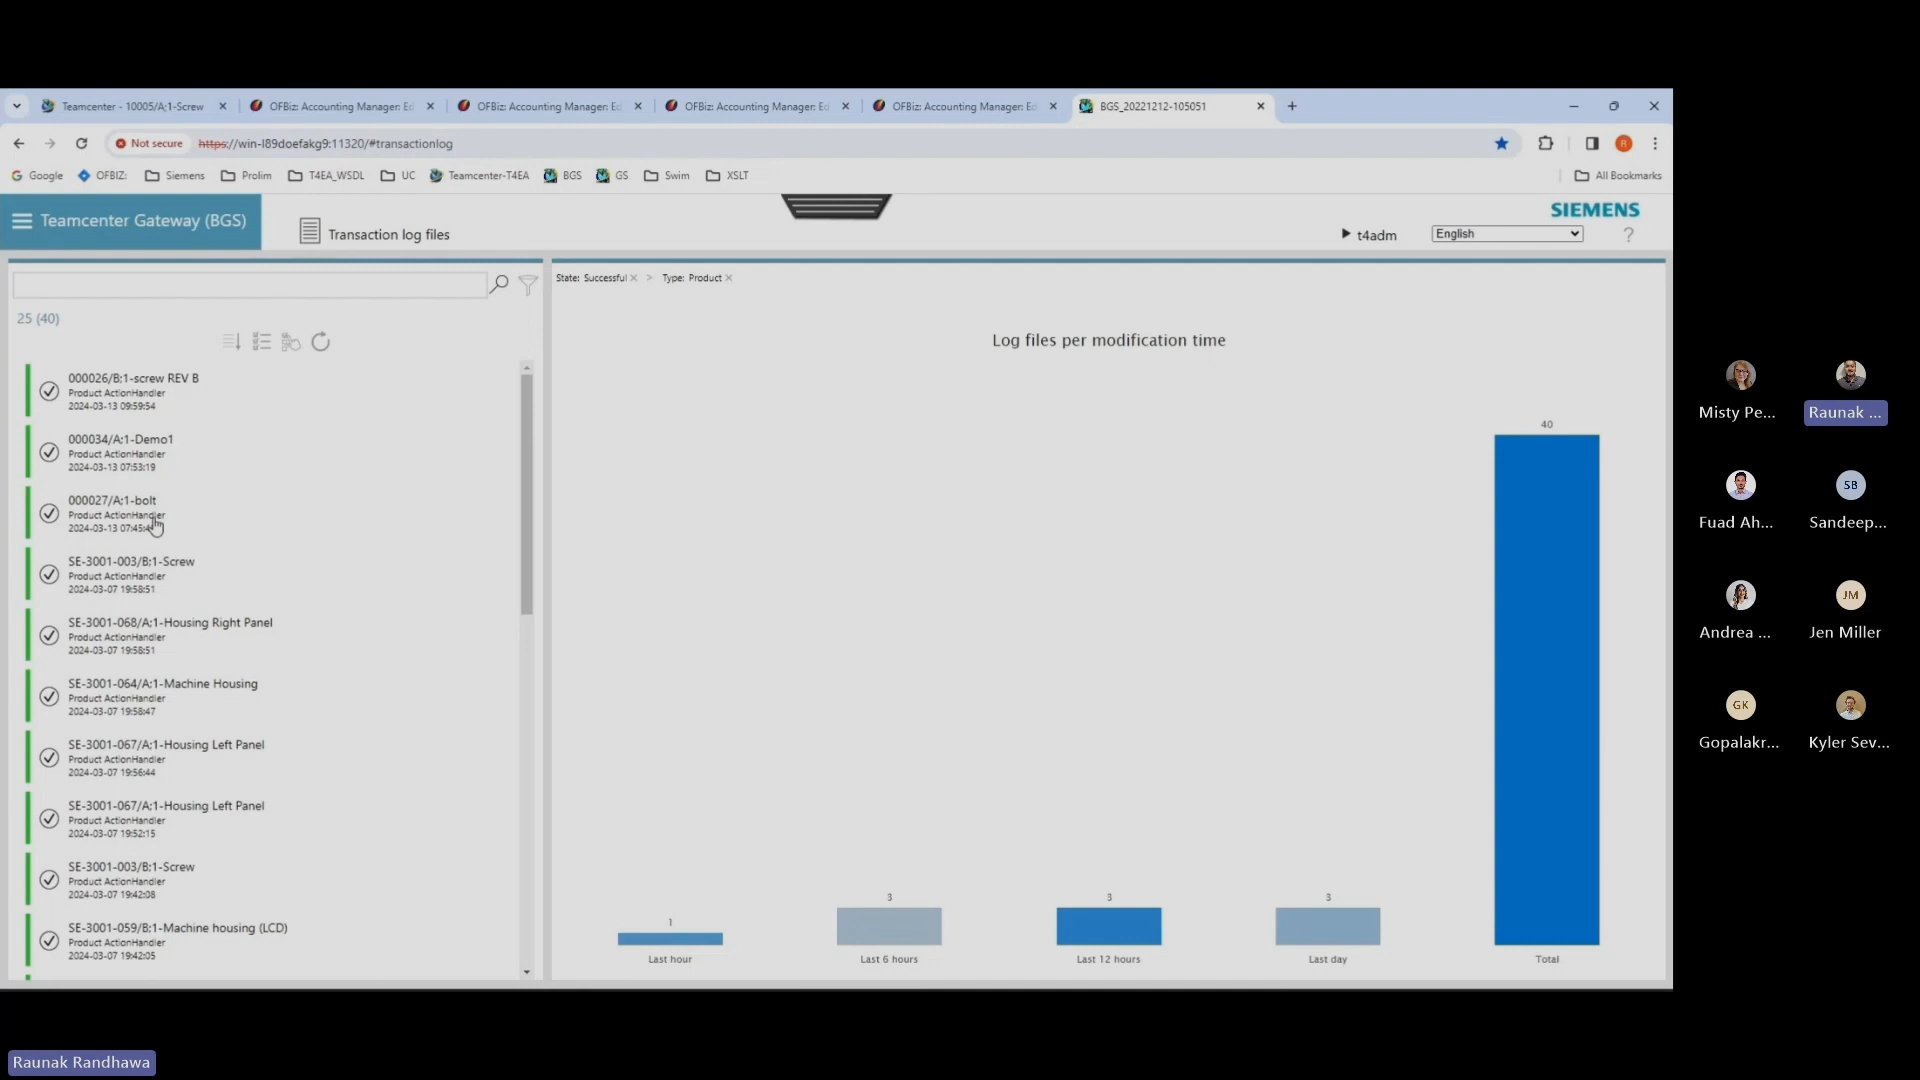 Teamcenter - 10005/A;1-Screw
OFBiz: Accounting Manager: Ed
OFBiz: Accounting Manager: Ed
OFBiz: Accounting Manager: Ed
OFBiz: Accounting Manager: Ed
BGS_20221212-105051
Not secure
https://win-l89doefakg9:11320/#transactionlog
R
Google
OFBIZ:
Siemens
Prolim
T4EA_WSDL
UC
Teamcenter-T4EA
BGS
GS
Swim
XSLT
All Bookmarks
Teamcenter Gateway (BGS)
Transaction log files
SIEMENS
t4adm
English
?
25 (40)
000026/B;1-screw REV B
Product ActionHandler
2024-03-13 09:59:54
000034/A;1-Demo1
Product ActionHandler
2024-03-13 07:53:19
000027/A;1-bolt
Product ActionHandler
2024-03-13 07:45:4
SE-3001-003/B;1-Screw
Product ActionHandler
2024-03-07 19:58:51
SE-3001-068/A;1-Housing Right Panel
Product ActionHandler
2024-03-07 19:58:51
SE-3001-064/A;1-Machine Housing
Product ActionHandler
2024-03-07 19:58:47
SE-3001-067/A;1-Housing Left Panel
Product ActionHandler
2024-03-07 19:56:44
SE-3001-067/A;1-Housing Left Panel
Product ActionHandler
2024-03-07 19:52:15
SE-3001-003/B;1-Screw
Product ActionHandler
2024-03-07 19:42:08
SE-3001-059/B;1-Machine housing (LCD)
Product ActionHandler
2024-03-07 19:42:05
State: Successful > Type: Product
Log files per modification time
40
1
3
3
3
Last hour
Last 6 hours
Last 12 hours
Last day
Total
Misty Pe...
Raunak ...
Fuad Ah...
SB
Sandeep...
Andrea ...
JM
Jen Miller
GK
Gopalakr...
Kyler Sev...
Raunak Randhawa